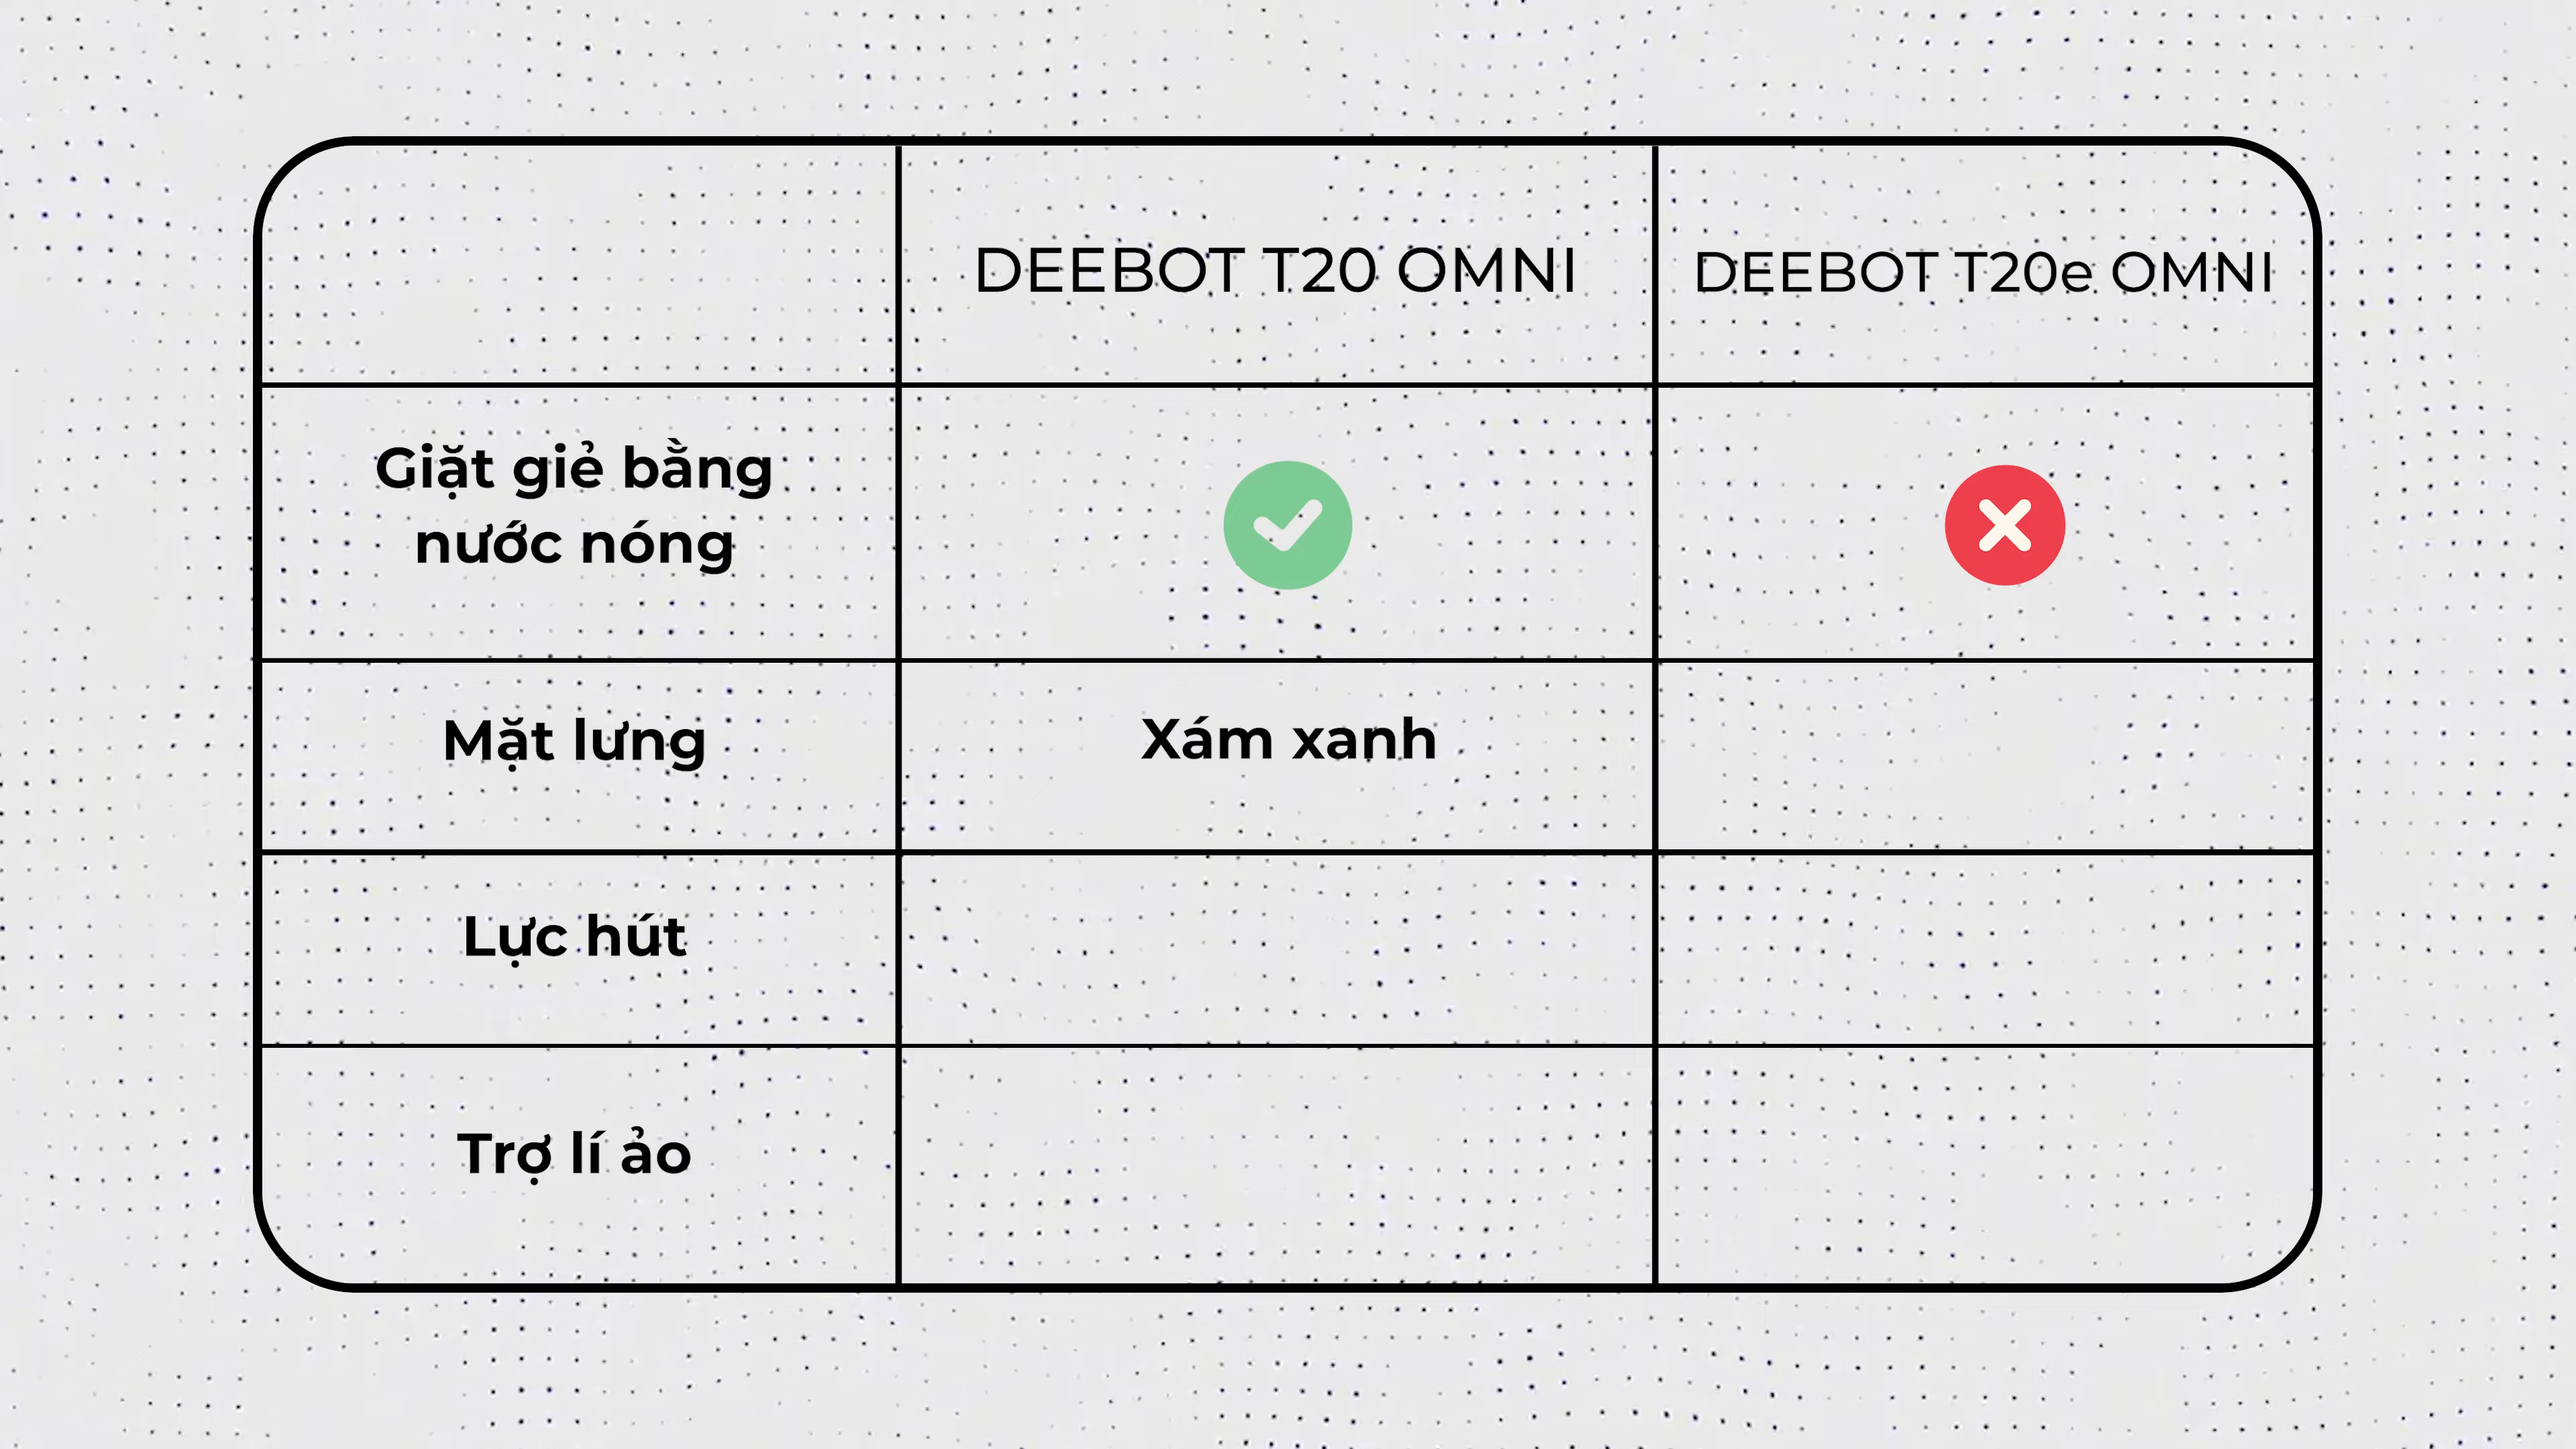 DEEBOT T20 OMNI
DEEBOT T20e OMNI
Giặt giẻ bằng
nước nóng
Mặt lưng
Xám xanh
Lực hút
Trợ lí ảo